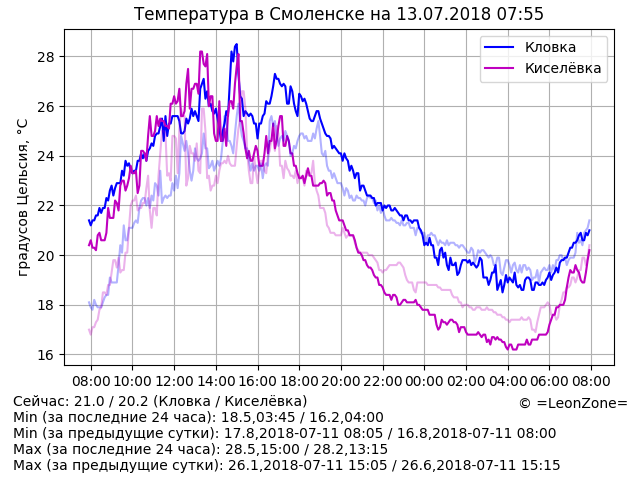 Температура в Смоленске на 13.07.2018 07:55
Кловка
Киселёвка
градусов Цельсия, °C
28
26
24
22
20
18
16
08:00 10:00 12:00 14:00 16:00 18:00 20:00 22:00 00:00 02:00 04:00 06:00 08:00
Сейчас: 21.0 / 20.2 (Кловка / Киселёвка)
© =LeonZone=
Min (за последние 24 часа): 18.5,03:45 / 16.2,04:00
Min (за предыдущие сутки): 17.8,2018-07-11 08:05 / 16.8,2018-07-11 08:00
Max (за последние 24 часа): 28.5,15:00 / 28.2,13:15
Max (за предыдущие сутки): 26.1,2018-07-11 15:05 / 26.6,2018-07-11 15:15